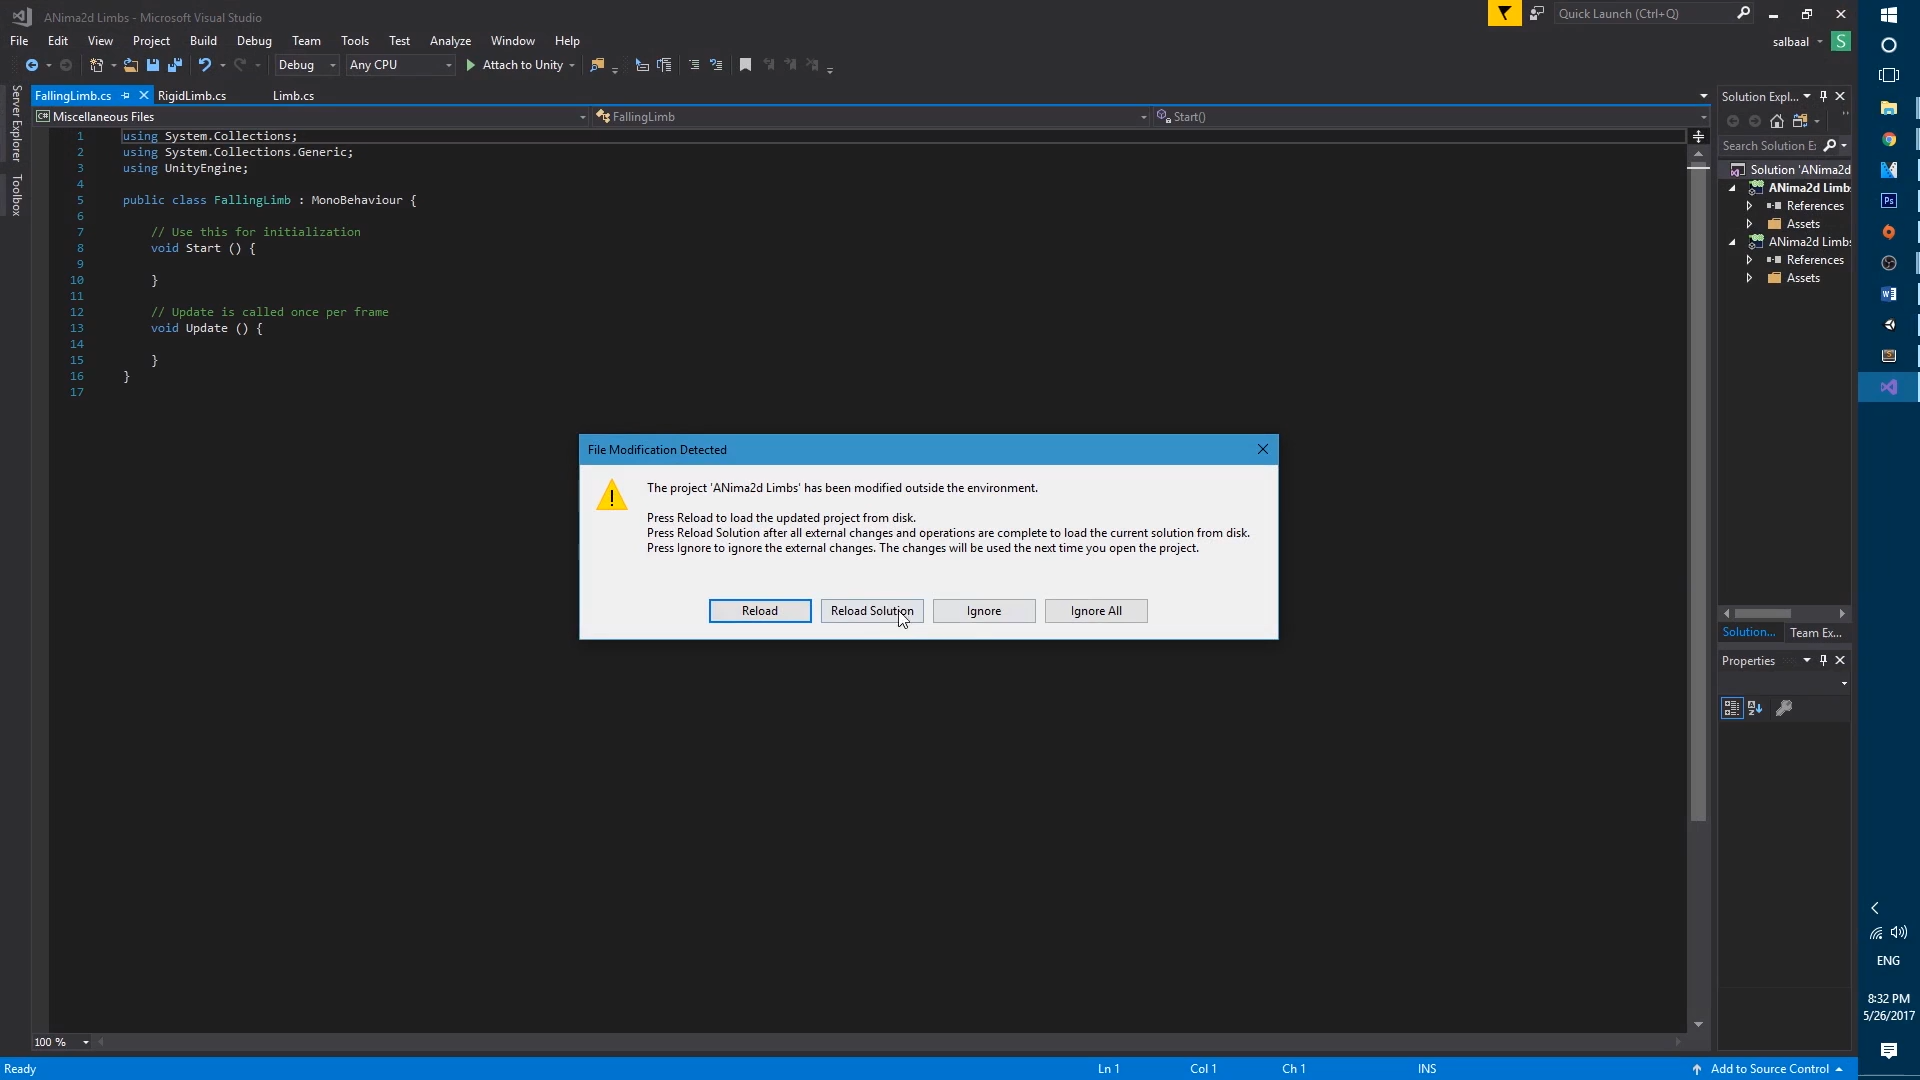 ANima2d Limbs - Microsoft Visual Studio
Quick Launch (Ctrl+Q)
File Edit View Project Build Debug Team Tools Test Analyze Window Help
salbaal S
Debug Any CPU Attach to Unity
Server Explorer
Toolbox
FallingLimb.cs RigidLimb.cs Limb.cs
C# Miscellaneous Files FallingLimb Start()
1 using System.Collections;
2 using System.Collections.Generic;
3 using UnityEngine;
4
5 public class FallingLimb : MonoBehaviour {
6
7 // Use this for initialization
8 void Start () {
9
10 }
11
12 // Update is called once per frame
13 void Update () {
14
15 }
16 }
17
File Modification Detected
The project 'ANima2d Limbs' has been modified outside the environment.
Press Reload to load the updated project from disk.
Press Reload Solution after all external changes and operations are complete to load the current solution from disk.
Press Ignore to ignore the external changes. The changes will be used the next time you open the project.
Reload Reload Solution Ignore Ignore All
Solution Expl...
Search Solution E
Solution 'ANima2d
ANima2d Limb
References
Assets
ANima2d Limb
References
Assets
Solution... Team Ex...
Properties
Ps
W
ENG
8:32 PM
5/26/2017
100 %
Ready Ln 1 Col 1 Ch 1 INS Add to Source Control